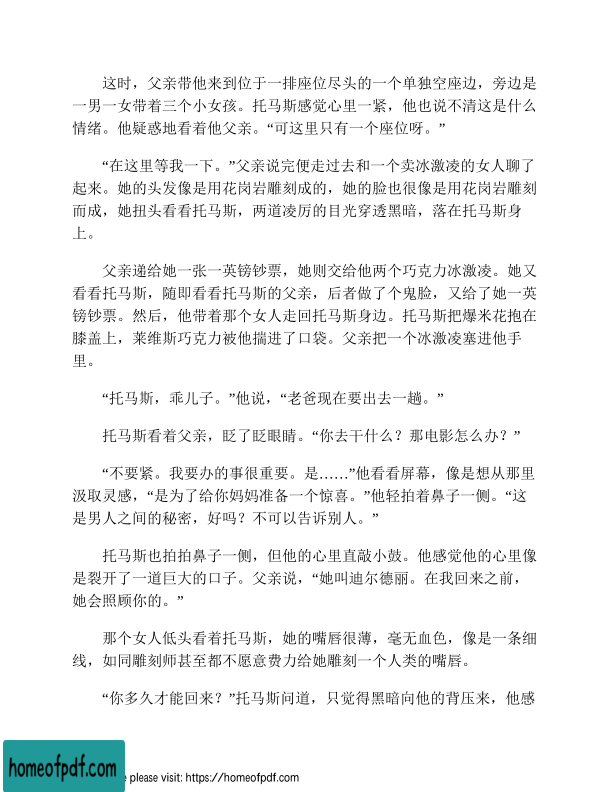 这时，父亲带他来到位于一排座位尽头的一个单独空座边，旁边是
一男一女带着三个小女孩。托马斯感觉心里一紧，他也说不清这是什么
情绪。他疑惑地看着他父亲。“可这里只有一个座位呀。”
“在这里等我一下。”父亲说完便走过去和一个卖冰激凌的女人聊了
起来。她的头发像是用花岗岩雕刻成的，她的脸也很像是用花岗岩雕刻
而成，她扭头看看托马斯，两道凌厉的目光穿透黑暗，落在托马斯身
上。
父亲递给她一张一英镑钞票，她则交给他两个巧克力冰激凌。她又
看看托马斯，随即看看托马斯的父亲，后者做了个鬼脸，又给了她一英
镑钞票。然后，他带着那个女人走回托马斯身边。托马斯把爆米花抱在
膝盖上，莱维斯巧克力被他揣进了口袋。父亲把一个冰激凌塞进他手
里。
“托马斯，乖儿子。”他说，“老爸现在要出去一趟。”
托马斯看着父亲，眨了眨眼睛。“你去干什么？那电影怎么办？”
“不要紧。我要办的事很重要。是……”他看看屏幕，像是想从那里
汲取灵感，“是为了给你妈妈准备一个惊喜。”他轻拍着鼻子一侧。“这
是男人之间的秘密，好吗？不可以告诉别人。”
托马斯也拍拍鼻子一侧，但他的心里直敲小鼓。他感觉他的心里像
是裂开了一道巨大的口子。父亲说，“她叫迪尔德丽。在我回来之前，
她会照顾你的。”
那个女人低头看着托马斯，她的嘴唇很薄，毫无血色，像是一条细
线，如同雕刻师甚至都不愿意费力给她雕刻一个人类的嘴唇。
“你多久才能回来？”托马斯问道，只觉得黑暗向他的背压来，他感
homeofpdf.com
e please visit: https://homeofpdf.com